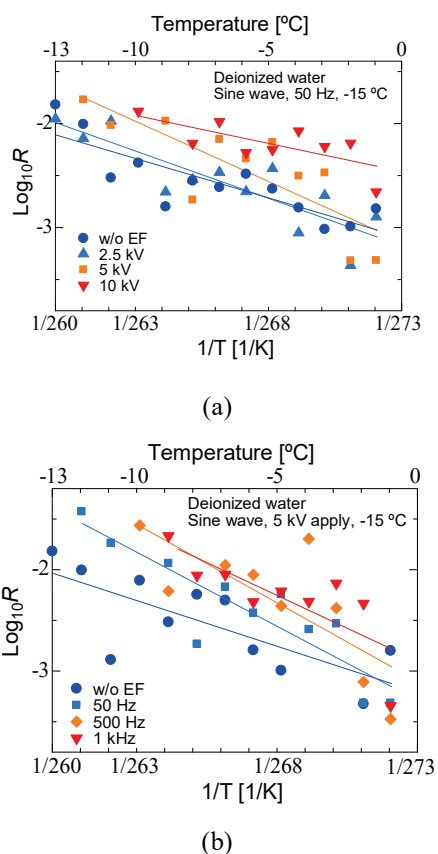 Temperature [ºC]
-13 -10 -5 0
Deionized water
Sine wave, 50 Hz, -15 ºC
-2
-3
Log10R
w/o EF
2.5 kV
5 kV
10 kV
1/260 1/263 1/268 1/273
1/T [1/K]
(a)
Temperature [ºC]
-13 -10 -5 0
Deionized water
Sine wave, 5 kV apply, -15 ºC
-2
-3
Log10R
w/o EF
50 Hz
500 Hz
1 kHz
1/260 1/263 1/268 1/273
1/T [1/K]
(b)